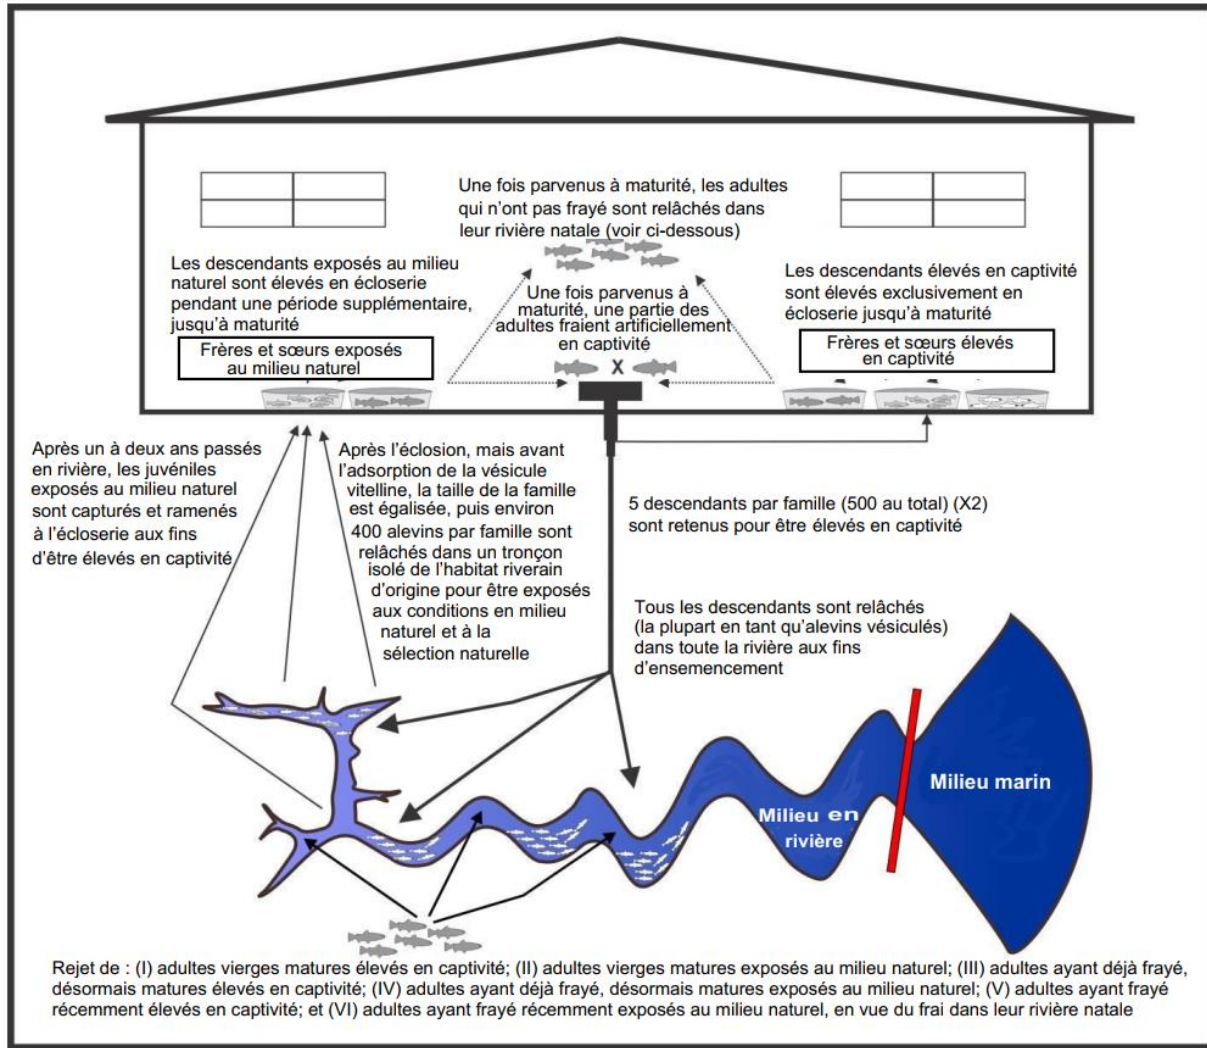 Une fois parvenus à maturité, les adultes
qui n'ont pas frayé sont relâchés dans
leur rivière natale (voir ci-dessous)
Les descendants exposés au milieu
naturel sont élevés en écloserie
pendant une période supplémentaire,
jusqu'à maturité
Frères et sœurs exposés
au milieu naturel
Une fois parvenus à
maturité, une partie des
adultes fraient artificiellement
en captivité
X
Les descendants élevés en captivité
sont élevés exclusivement en
écloserie jusqu'à maturité
Frères et sœurs élevés
en captivité
Après un à deux ans passés
en rivière, les juvéniles
exposés au milieu naturel
sont capturés et ramenés
à l'écloserie aux fins
d'être élevés en captivité
Après l'éclosion, mais avant
l'adsorption de la vésicule
vitelline, la taille de la famille
est égalisée, puis environ
400 alevins par famille sont
relâchés dans un tronçon
isolé de l'habitat riverain
d'origine pour être exposés
aux conditions en milieu
naturel et à la
sélection naturelle
5 descendants par famille (500 au total) (X2)
sont retenus pour être élevés en captivité
Tous les descendants sont relâchés
(la plupart en tant qu'alevins vésiculés)
dans toute la rivière aux fins
d'ensemencement
Milieu en
rivière
Milieu marin
Rejet de : (I) adultes vierges matures élevés en captivité; (II) adultes vierges matures exposés au milieu naturel; (III) adultes ayant déjà frayé,
désormais matures élevés en captivité; (IV) adultes ayant déjà frayé, désormais matures exposés au milieu naturel; (V) adultes ayant frayé
récemment élevés en captivité; et (VI) adultes ayant frayé récemment exposés au milieu naturel, en vue du frai dans leur rivière natale